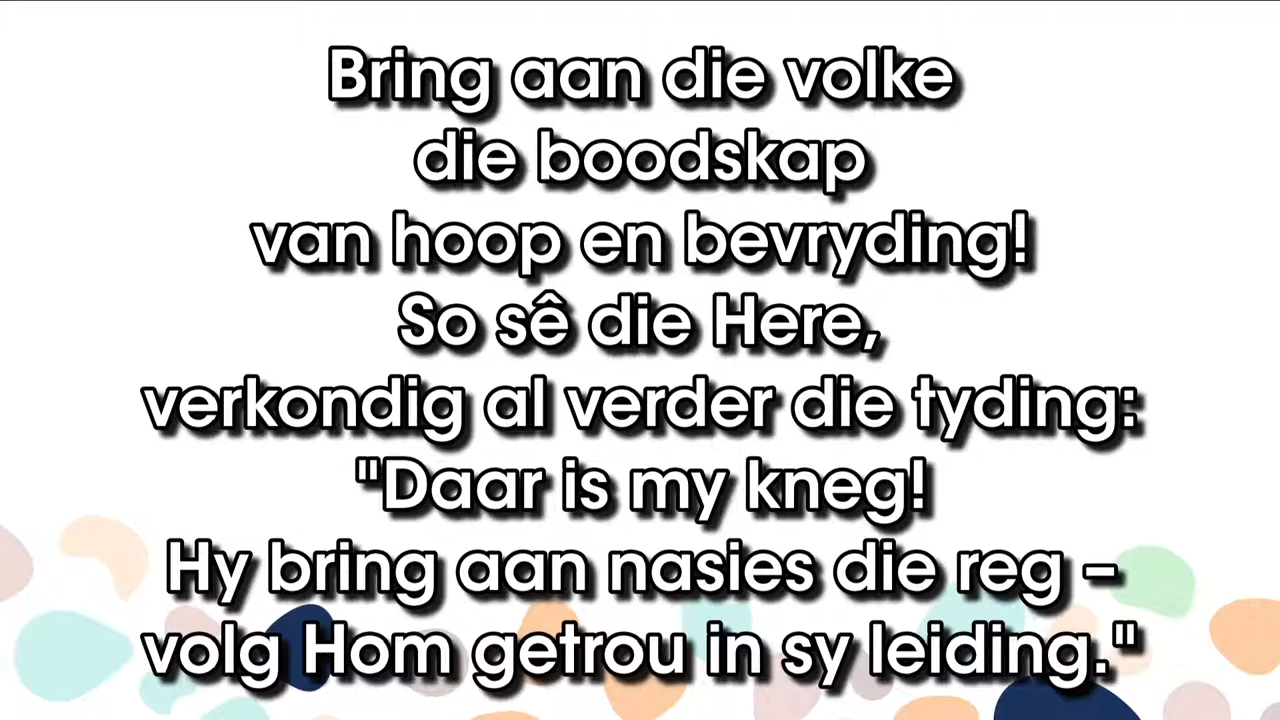 Bring aan die volke
die boodskap
van hoop en bevryding!
So sê die Here,
verkondig al verder die tyding:
"Daar is my kneg!
Hy bring aan nasies die reg –
volg Hom getrou in sy leiding."